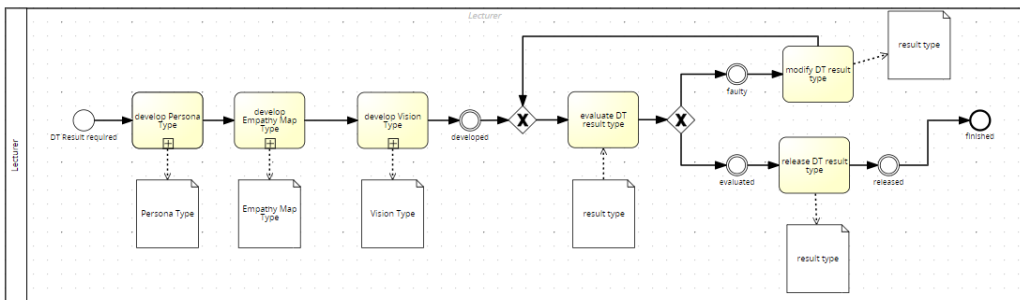 Lecturer
Lecturer
DT Result required
develop Persona
Type
Persona Type
develop
Empathy Map
Type
Empathy Map
Type
develop Vision
Type
Vision Type
developed
X
evaluate DT
result type
result type
X
faulty
modify DT result
type
result type
evaluated
release DT result
type
result type
released
finished